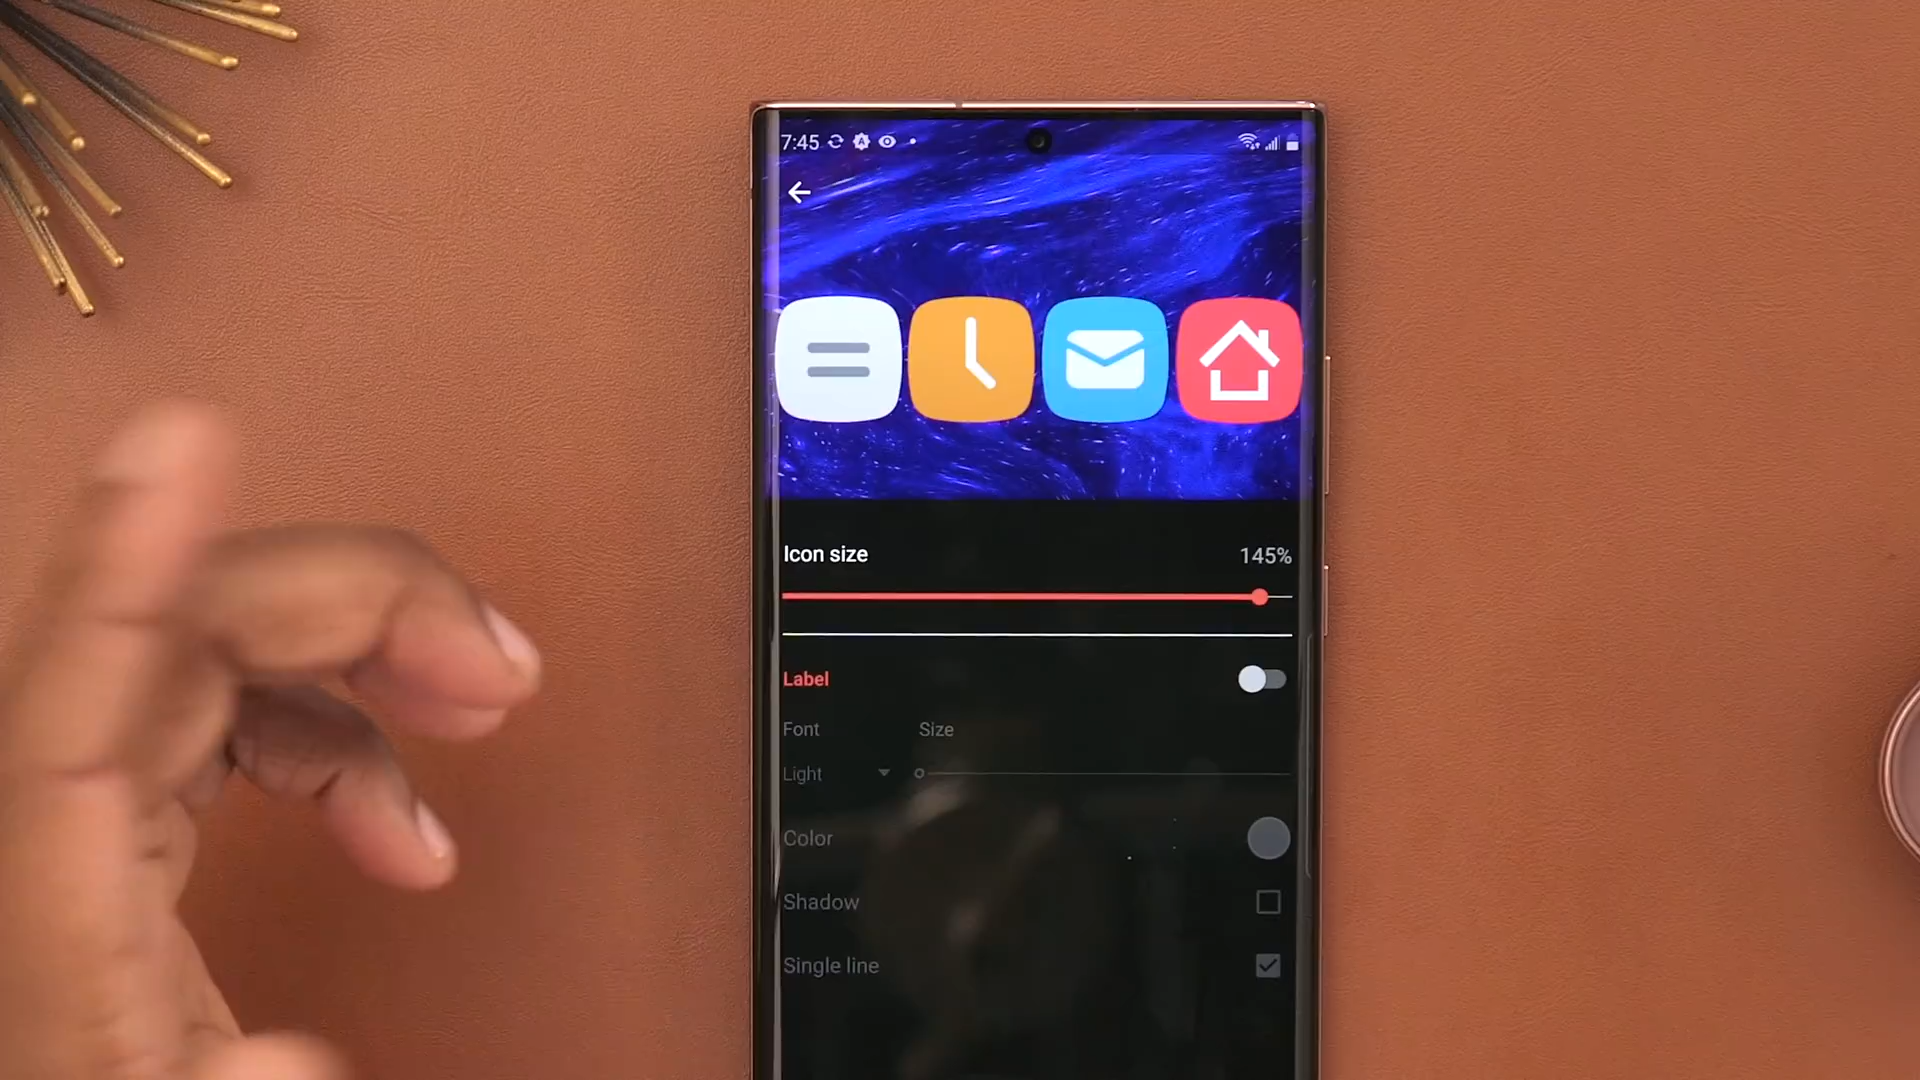 7:45
Icon size 145%
Label
Font Size
Light
Color
Shadow
Single line